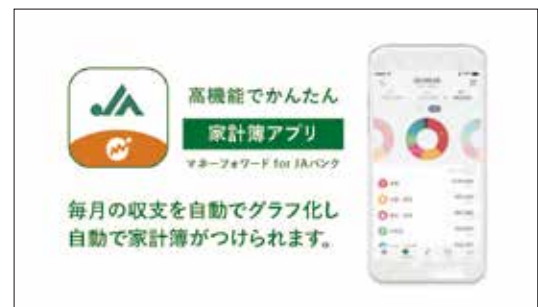 JA
高機能でかんたん
家計簿アプリ
マネーフォワード for JAバンク
毎月の収支を自動でグラフ化し
自動で家計簿がつけられます。